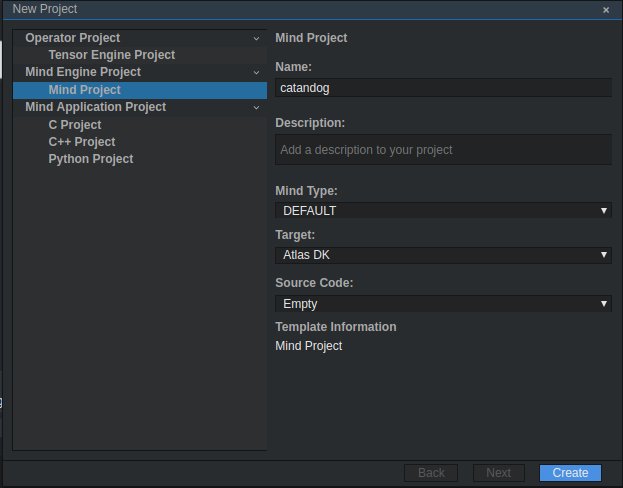 New Project
×
Operator Project
Tensor Engine Project
Mind Engine Project
Mind Project
Mind Application Project
C Project
C++ Project
Python Project
Mind Project
Name:
catandog
Description:
Add a description to your project
Mind Type:
DEFAULT
Target:
Atlas DK
Source Code:
Empty
Template Information
Mind Project
Back
Next
Create